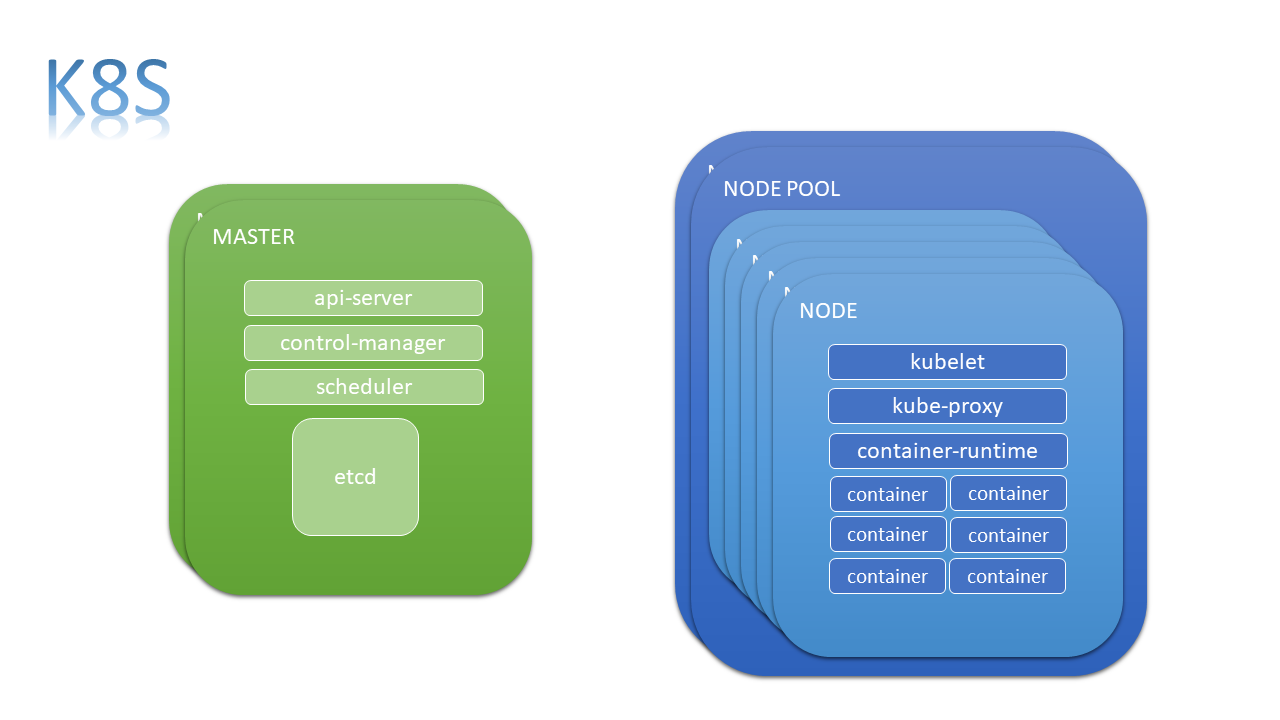 K8S
MASTER
api-server
control-manager
scheduler
etcd
NODE POOL
NODE
kubelet
kube-proxy
container-runtime
container container
container container
container container